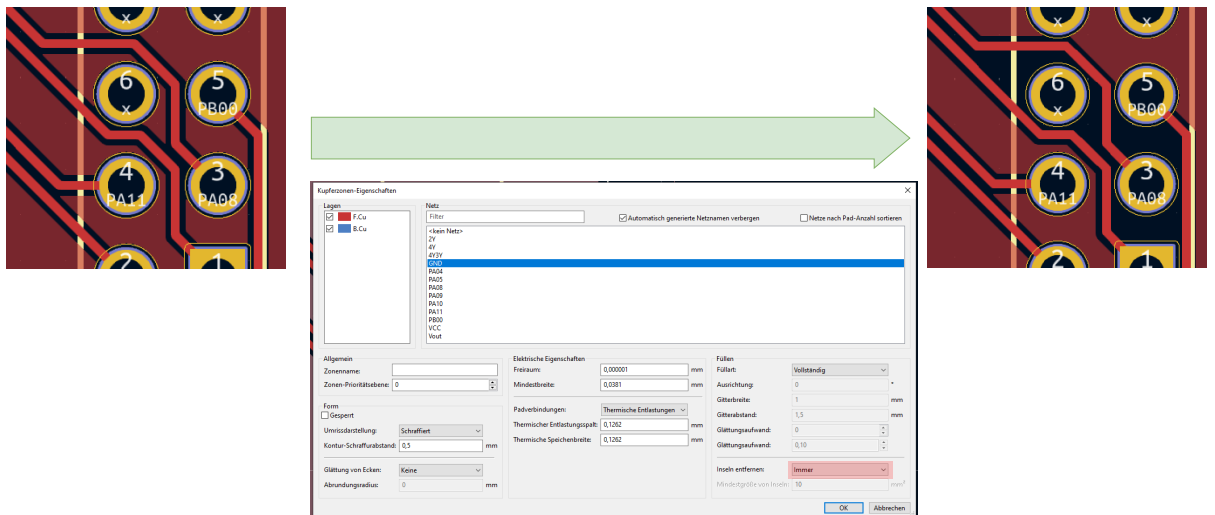 x
x
6
5
x
PB00
4
3
PA11
PA08
2
1
x
x
6
5
x
PB00
4
3
PA11
PA08
2
1
Kupferzonen-Eigenschaften
Lagen
F.Cu
B.Cu
Netz
Filter
Automatisch generierte Netznamen verbergen
Netze nach Pad-Anzahl sortieren
<kein Netz>
2Y
4Y
4Y3Y
GND
PA04
PA05
PA08
PA09
PA10
PA11
PB00
VCC
Vout
Allgemein
Zonenname:
Zonen-Prioritätsebene: 0
Form
Gesperrt
Umrissdarstellung: Schraffiert
Kontur-Schraffurabstand: 0,5 mm
Glättung von Ecken: Keine
Abrundungsradius: 0 mm
Elektrische Eigenschaften
Freiraum: 0,000001 mm
Mindestbreite: 0,0381 mm
Padverbindungen: Thermische Entlastungen
Thermischer Entlastungsspalt: 0,1262 mm
Thermische Speichenbreite: 0,1262 mm
Füllen
Füllart: Vollständig
Ausrichtung: 0 °
Gitterbreite: 1 mm
Gitterabstand: 1,5 mm
Glättungsaufwand: 0
Glättungsaufwand: 0,10
Inseln entfernen: Immer
Mindestgröße von Inseln: 10 mm²
OK
Abbrechen